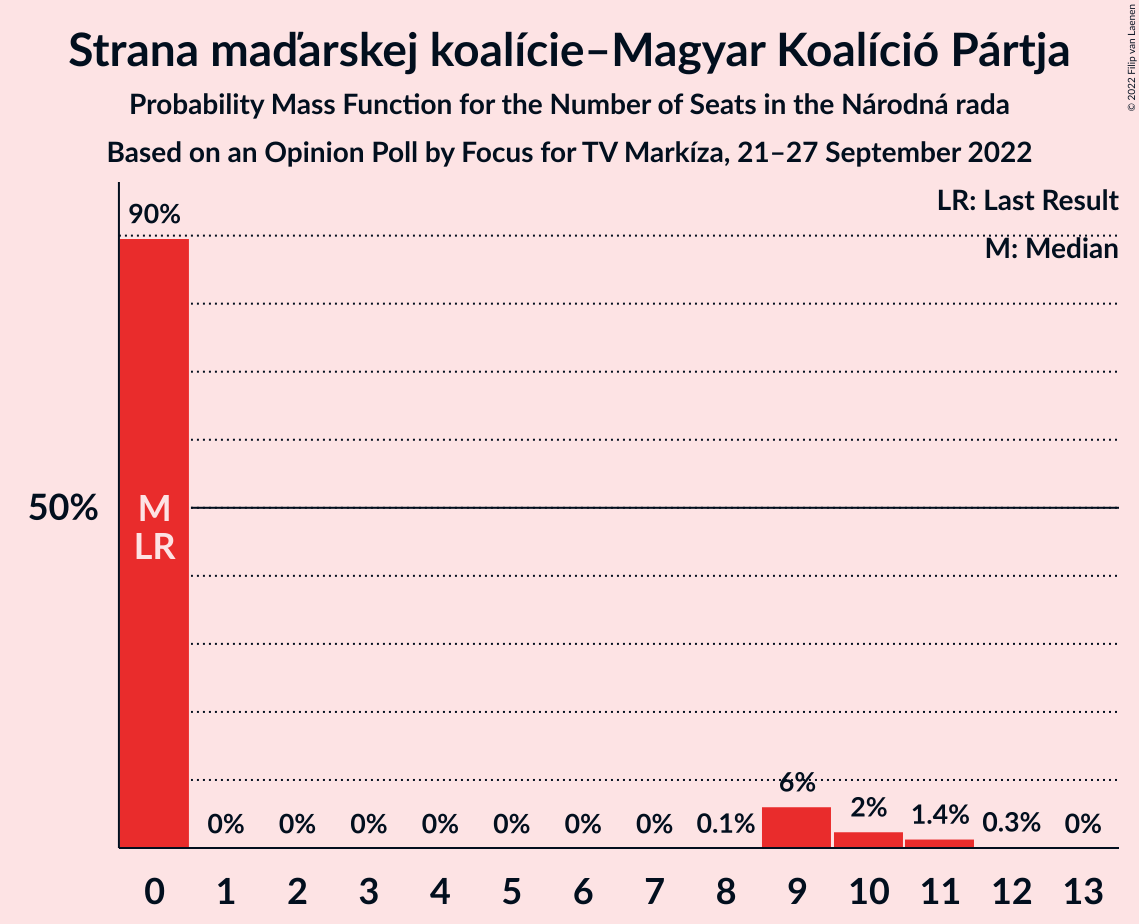 Strana maďarskej koalície–Magyar Koalíció Pártja
Probability Mass Function for the Number of Seats in the Národná rada
Based on an Opinion Poll by Focus for TV Markíza, 21–27 September 2022
© 2022 Filip van Laenen
LR: Last Result
M: Median
90%
50%
M
LR
0% 0% 0% 0% 0% 0% 0% 0.1% 6% 2% 1.4% 0.3% 0%
0 1 2 3 4 5 6 7 8 9 10 11 12 13